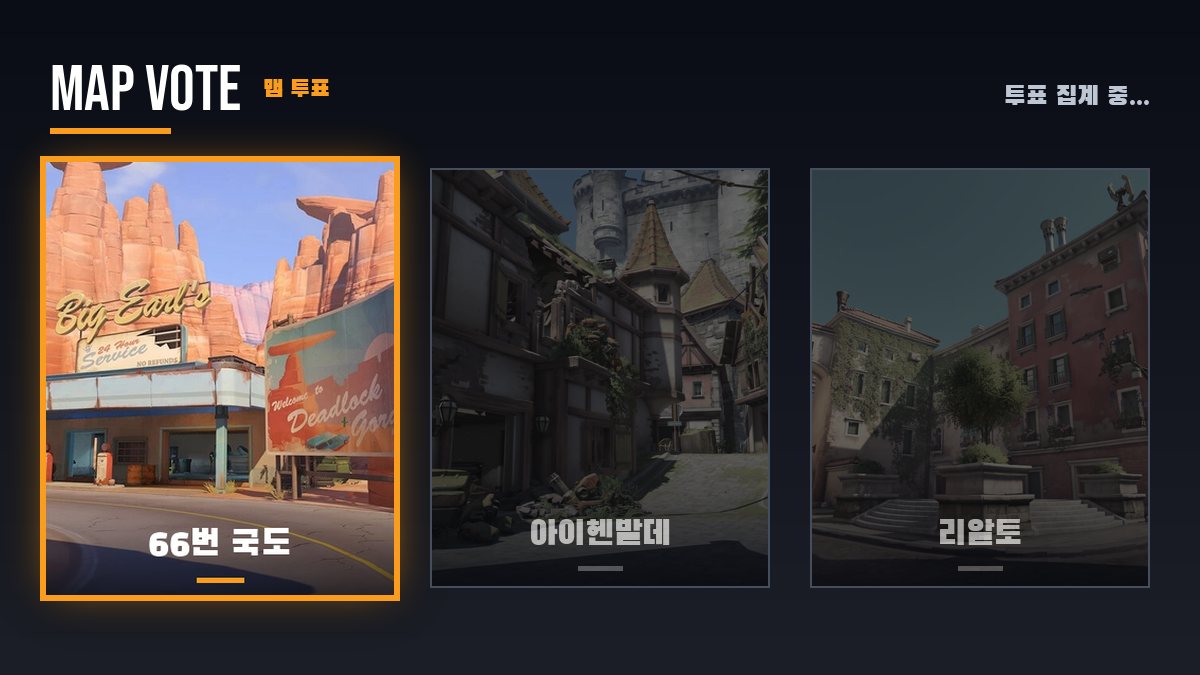 MAP VOTE
맵 투표
투표 집계 중...
Big Earl's
24 Hour
Service
NO REFUNDS
Welcome to
Deadlock
66번 국도
아이헨발데
리알토